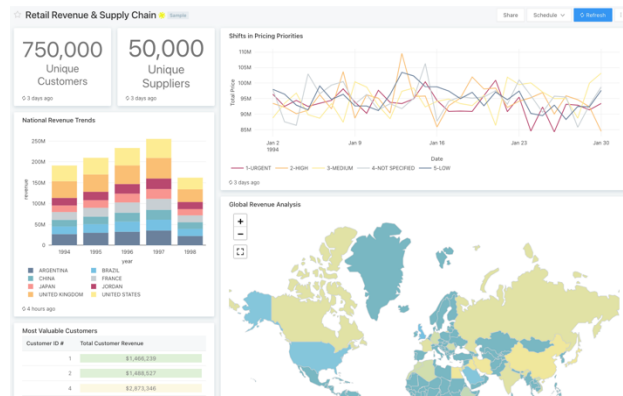 Retail Revenue & Supply Chain
Sample
Share
Schedule
Refresh
750,000
Unique
Customers
3 days ago
50,000
Unique
Suppliers
3 days ago
Shifts in Pricing Priorities
Total Price
110M
105M
100M
95M
90M
85M
Jan 2
1994
Jan 9
Jan 16
Jan 23
Jan 30
Date
1-URGENT 2-HIGH 3-MEDIUM 4-NOT SPECIFIED 5-LOW
3 days ago
National Revenue Trends
revenue
250M
200M
150M
100M
50M
0
1994 1995 1996 1997 1998
year
ARGENTINA BRAZIL
CHINA FRANCE
JAPAN JORDAN
UNITED KINGDOM UNITED STATES
4 hours ago
Global Revenue Analysis
+
−
Most Valuable Customers
Customer ID # Total Customer Revenue
1 $1,466,239
2 $1,488,527
4 $2,873,546